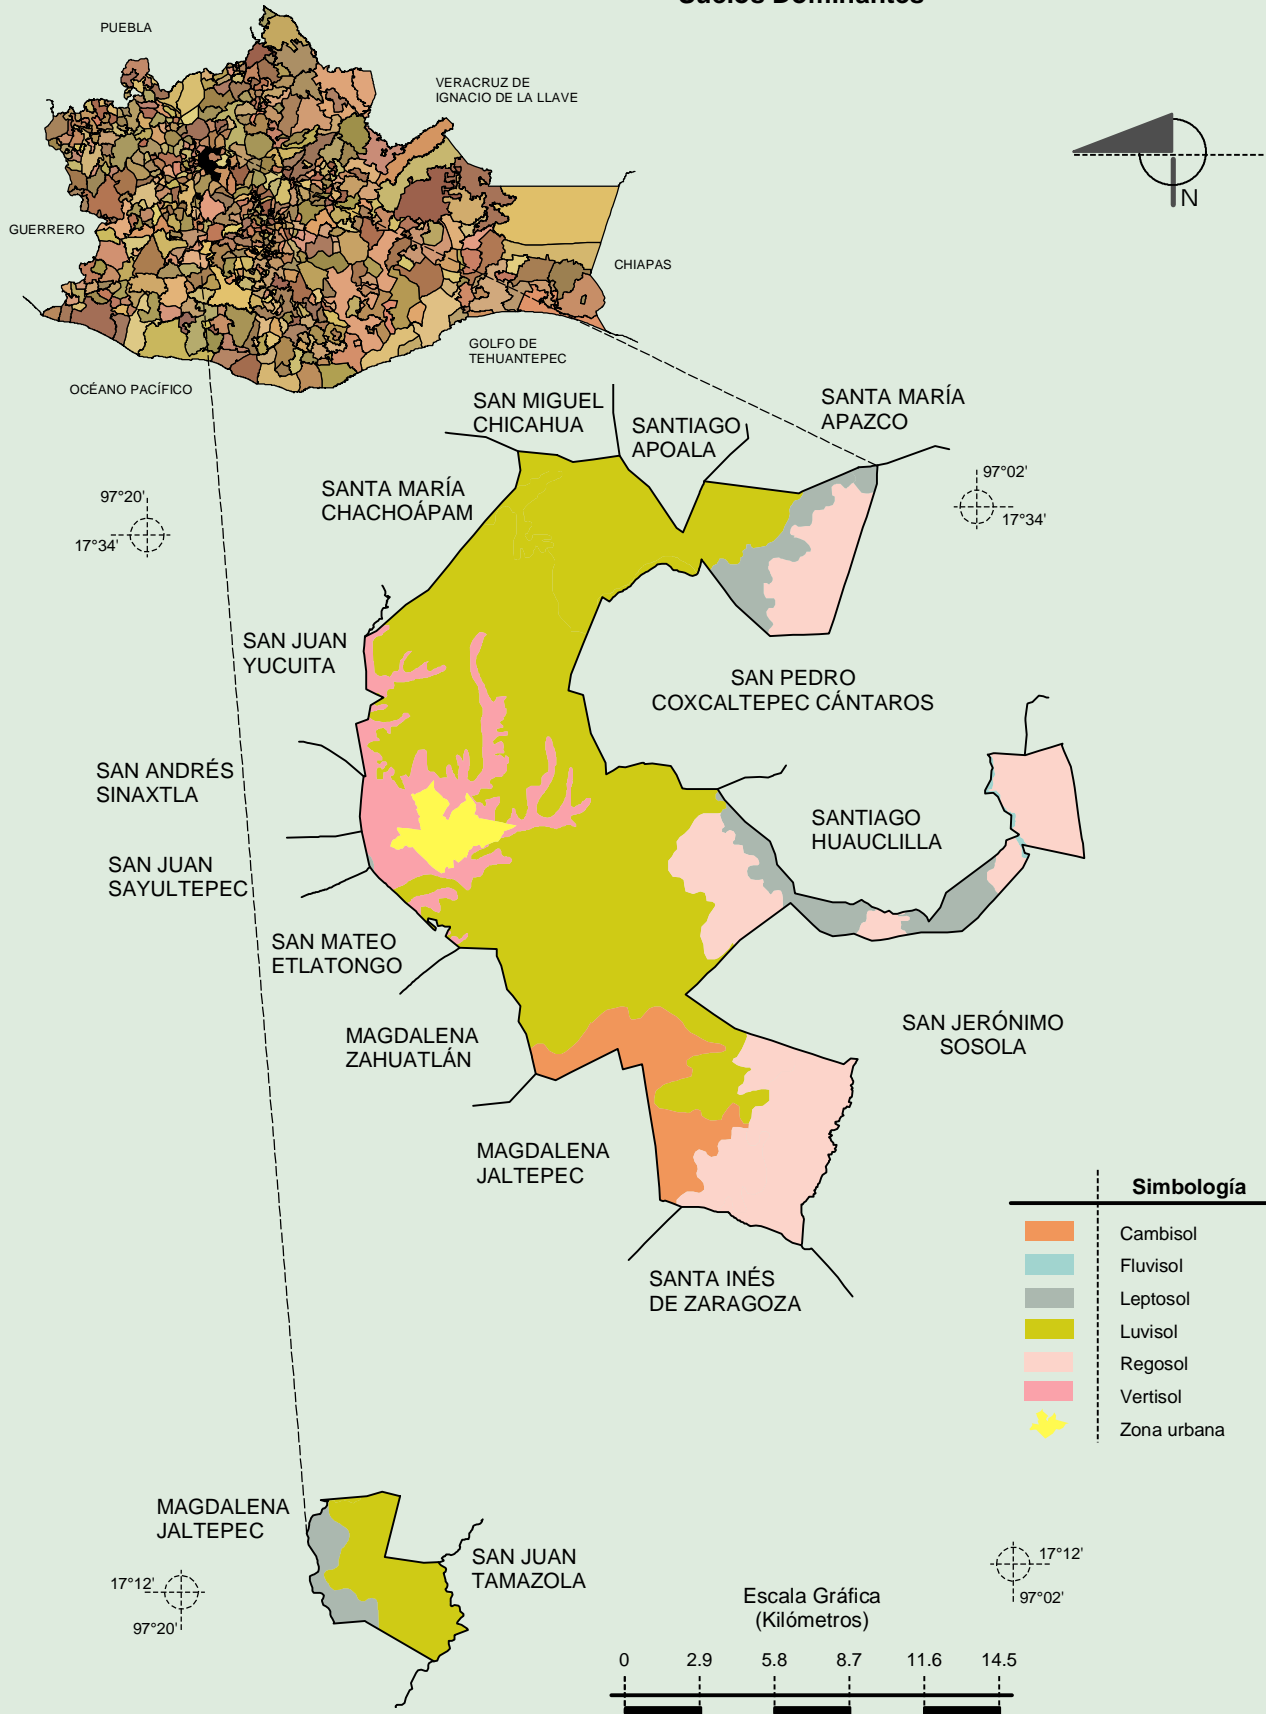 Suelos Dominantes
PUEBLA
VERACRUZ DE
IGNACIO DE LA LLAVE
N
GUERRERO
CHIAPAS
GOLFO DE
TEHUANTEPEC
OCÉANO PACÍFICO
SAN MIGUEL
CHICAHUA
SANTIAGO
APOALA
SANTA MARÍA
APAZCO
97°20'
17°34'
SANTA MARÍA
CHACHOÁPAM
97°02'
17°34'
SAN JUAN
YUCUITA
SAN PEDRO
COXCALTEPEC CÁNTAROS
SAN ANDRÉS
SINAXTLA
SANTIAGO
HUAUCLILLA
SAN JUAN
SAYULTEPEC
SAN MATEO
ETLATONGO
MAGDALENA
ZAHUATLÁN
SAN JERÓNIMO
SOSOLA
MAGDALENA
JALTEPEC
SANTA INÉS
DE ZARAGOZA
Simbología
Cambisol
Fluvisol
Leptosol
Luvisol
Regosol
Vertisol
Zona urbana
MAGDALENA
JALTEPEC
SAN JUAN
TAMAZOLA
17°12'
97°20'
17°12'
97°02'
Escala Gráfica
(Kilómetros)
0 2.9 5.8 8.7 11.6 14.5